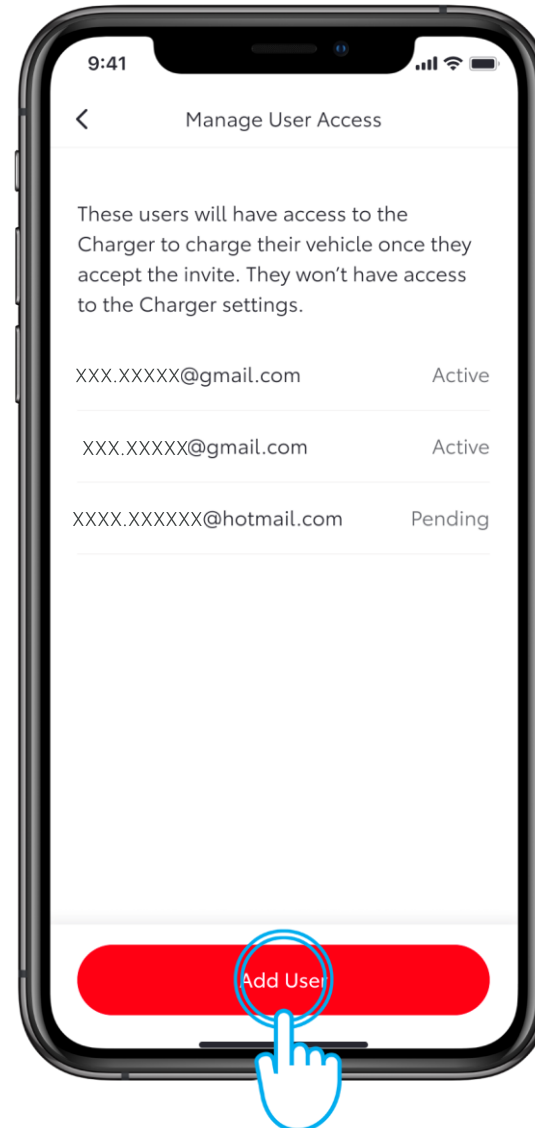 9:41
Manage User Access
These users will have access to the
Charger to charge their vehicle once they
accept the invite. They won't have access
to the Charger settings.
XXX.XXXXX@gmail.com Active
XXX.XXXXX@gmail.com Active
XXXX.XXXXXX@hotmail.com Pending
Add User